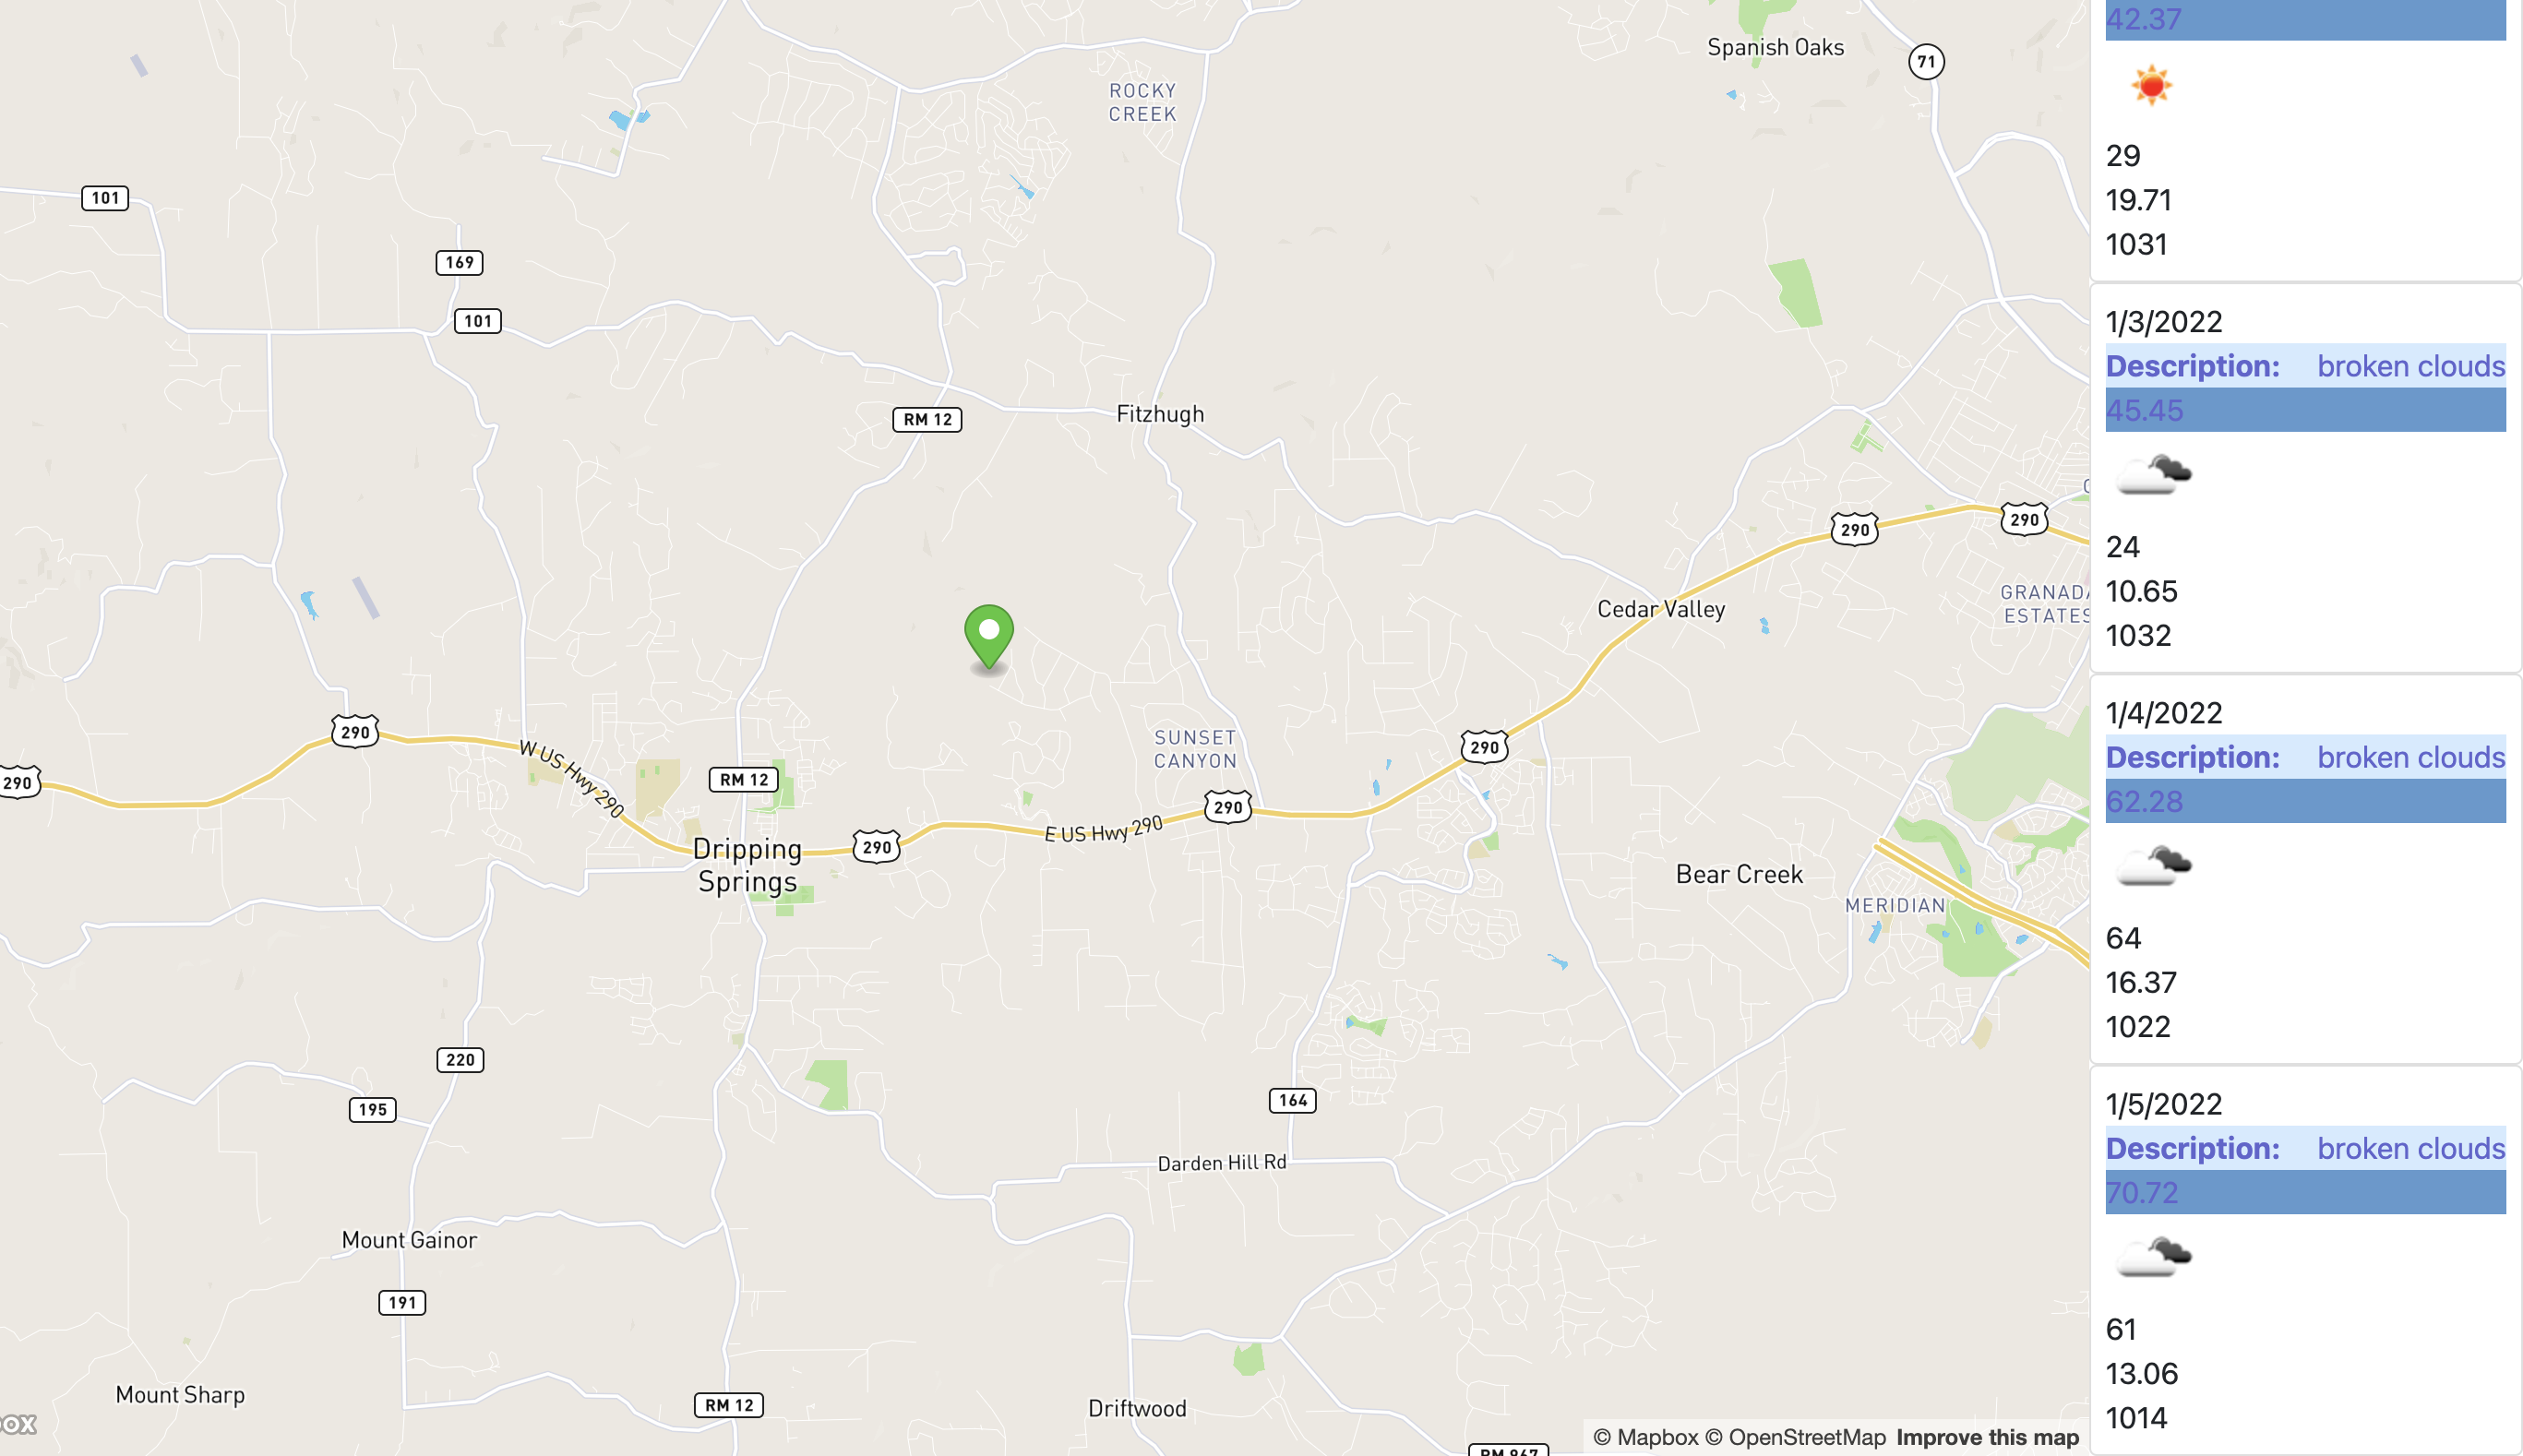 Spanish Oaks
71
ROCKY
CREEK
101
169
101
RM 12
Fitzhugh
290
290
GRANADA
ESTATES
Cedar Valley
290
W US Hwy 290
290
SUNSET
CANYON
290
RM 12
290
E US Hwy 290
290
Dripping
Springs
Bear Creek
MERIDIAN
220
195
164
Darden Hill Rd
Mount Gainor
191
Mount Sharp
RM 12
Driftwood
RM 967
© Mapbox © OpenStreetMap Improve this map
42.37
29
19.71
1031
1/3/2022
Description: broken clouds
45.45
24
10.65
1032
1/4/2022
Description: broken clouds
62.28
64
16.37
1022
1/5/2022
Description: broken clouds
70.72
61
13.06
1014